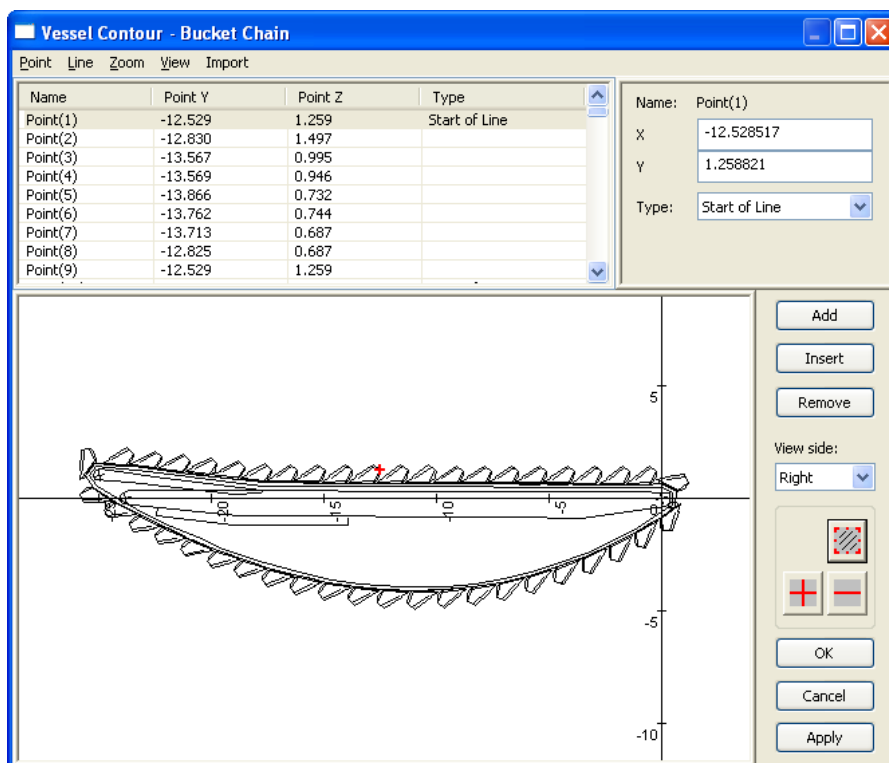 Vessel Contour - Bucket Chain
Point Line Zoom View Import
Name Point Y Point Z Type
Point(1) -12.529 1.259 Start of Line
Point(2) -12.830 1.497
Point(3) -13.567 0.995
Point(4) -13.569 0.946
Point(5) -13.866 0.732
Point(6) -13.762 0.744
Point(7) -13.713 0.687
Point(8) -12.825 0.687
Point(9) -12.529 1.259
Name: Point(1)
X -12.528517
Y 1.258821
Type: Start of Line
5
-20 -15 -10 -5 0
-5
-10
Add
Insert
Remove
View side:
Right
OK
Cancel
Apply